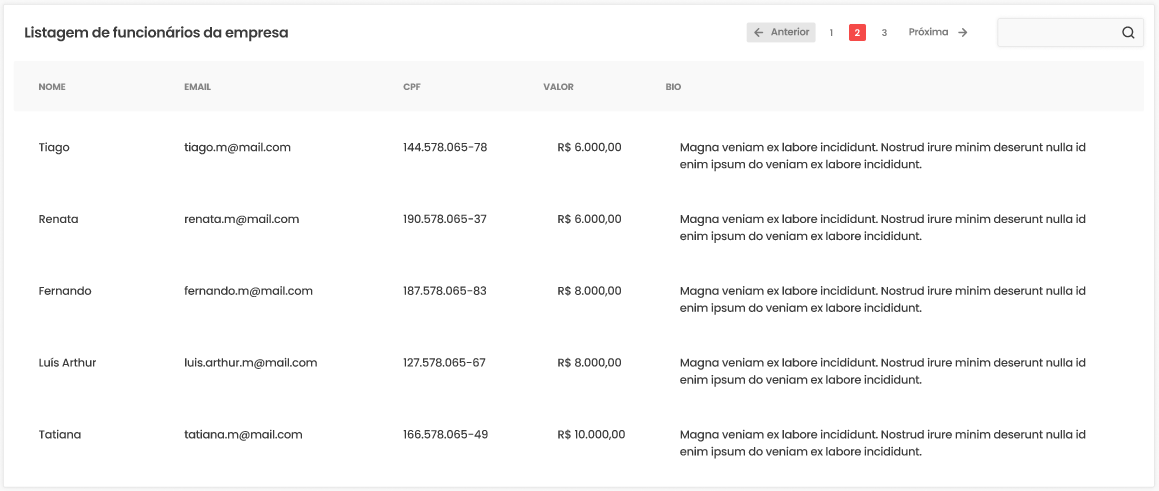 Listagem de funcionários da empresa
Anterior 1 2 3 Próxima
NOME EMAIL CPF VALOR BIO
Tiago tiago.m@mail.com 144.578.065-78 R$ 6.000,00 Magna veniam ex labore incididunt. Nostrud irure minim deserunt nulla id
enim ipsum do veniam ex labore incididunt.
Renata renata.m@mail.com 190.578.065-37 R$ 6.000,00 Magna veniam ex labore incididunt. Nostrud irure minim deserunt nulla id
enim ipsum do veniam ex labore incididunt.
Fernando fernando.m@mail.com 187.578.065-83 R$ 8.000,00 Magna veniam ex labore incididunt. Nostrud irure minim deserunt nulla id
enim ipsum do veniam ex labore incididunt.
Luís Arthur luis.arthur.m@mail.com 127.578.065-67 R$ 8.000,00 Magna veniam ex labore incididunt. Nostrud irure minim deserunt nulla id
enim ipsum do veniam ex labore incididunt.
Tatiana tatiana.m@mail.com 166.578.065-49 R$ 10.000,00 Magna veniam ex labore incididunt. Nostrud irure minim deserunt nulla id
enim ipsum do veniam ex labore incididunt.